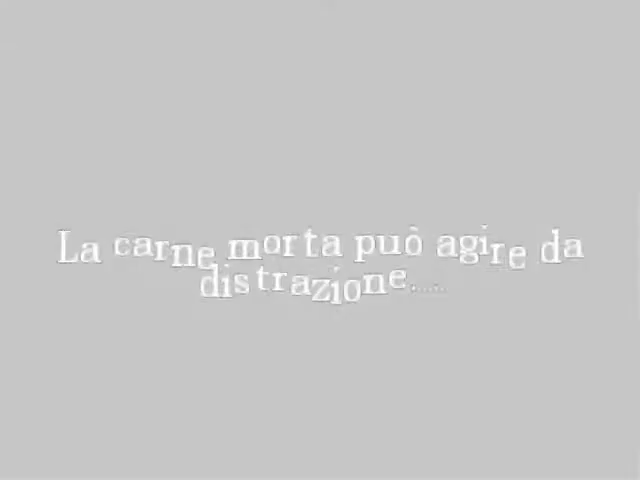 La carne morta può agire da
distrazione......